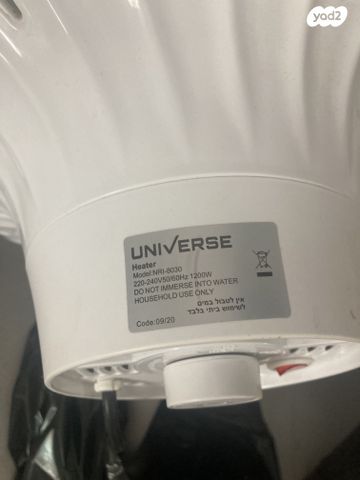 yad2
UNIVERSE
Heater
Model:NRI-8030
220-240V50/60Hz 1200W
DO NOT IMMERSE INTO WATER
HOUSEHOLD USE ONLY
אין לטבול במים
לשימוש ביתי בלבד
Code:09/20